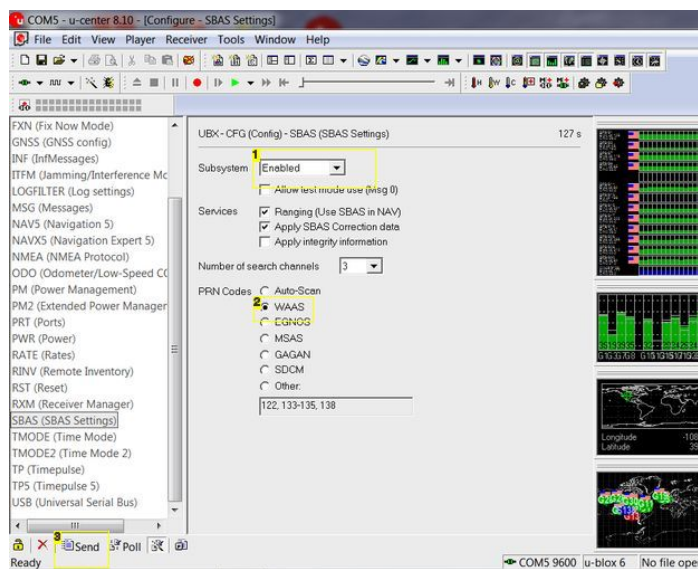 COM5 - u-center 8.10 - [Configure - SBAS Settings]
File Edit View Player Receiver Tools Window Help
FXN (Fix Now Mode)
GNSS (GNSS config)
INF (InfMessages)
ITFM (Jamming/Interference Mo
LOGFILTER (Log settings)
MSG (Messages)
NAV5 (Navigation 5)
NAVX5 (Navigation Expert 5)
NMEA (NMEA Protocol)
ODO (Odometer/Low-Speed CO
PM (Power Management)
PM2 (Extended Power Manager
PRT (Ports)
PWR (Power)
RATE (Rates)
RINV (Remote Inventory)
RST (Reset)
RXM (Receiver Manager)
SBAS (SBAS Settings)
TMODE (Time Mode)
TMODE2 (Time Mode 2)
TP (Timepulse)
TP5 (Timepulse 5)
USB (Universal Serial Bus)
UBX - CFG (Config) - SBAS (SBAS Settings) 127 s
1
Subsystem Enabled
Allow test mode use (Msg 0)
Services Ranging (Use SBAS in NAV)
Apply SBAS Correction data
Apply integrity information
Number of search channels 3
PRN Codes Auto-Scan
2 WAAS
EGNOS
MSAS
GAGAN
SDCM
Other:
122, 133-135, 138
Longitude -108
Latitude 39
3
Send Poll
Ready COM5 9600 u-blox 6 No file ope